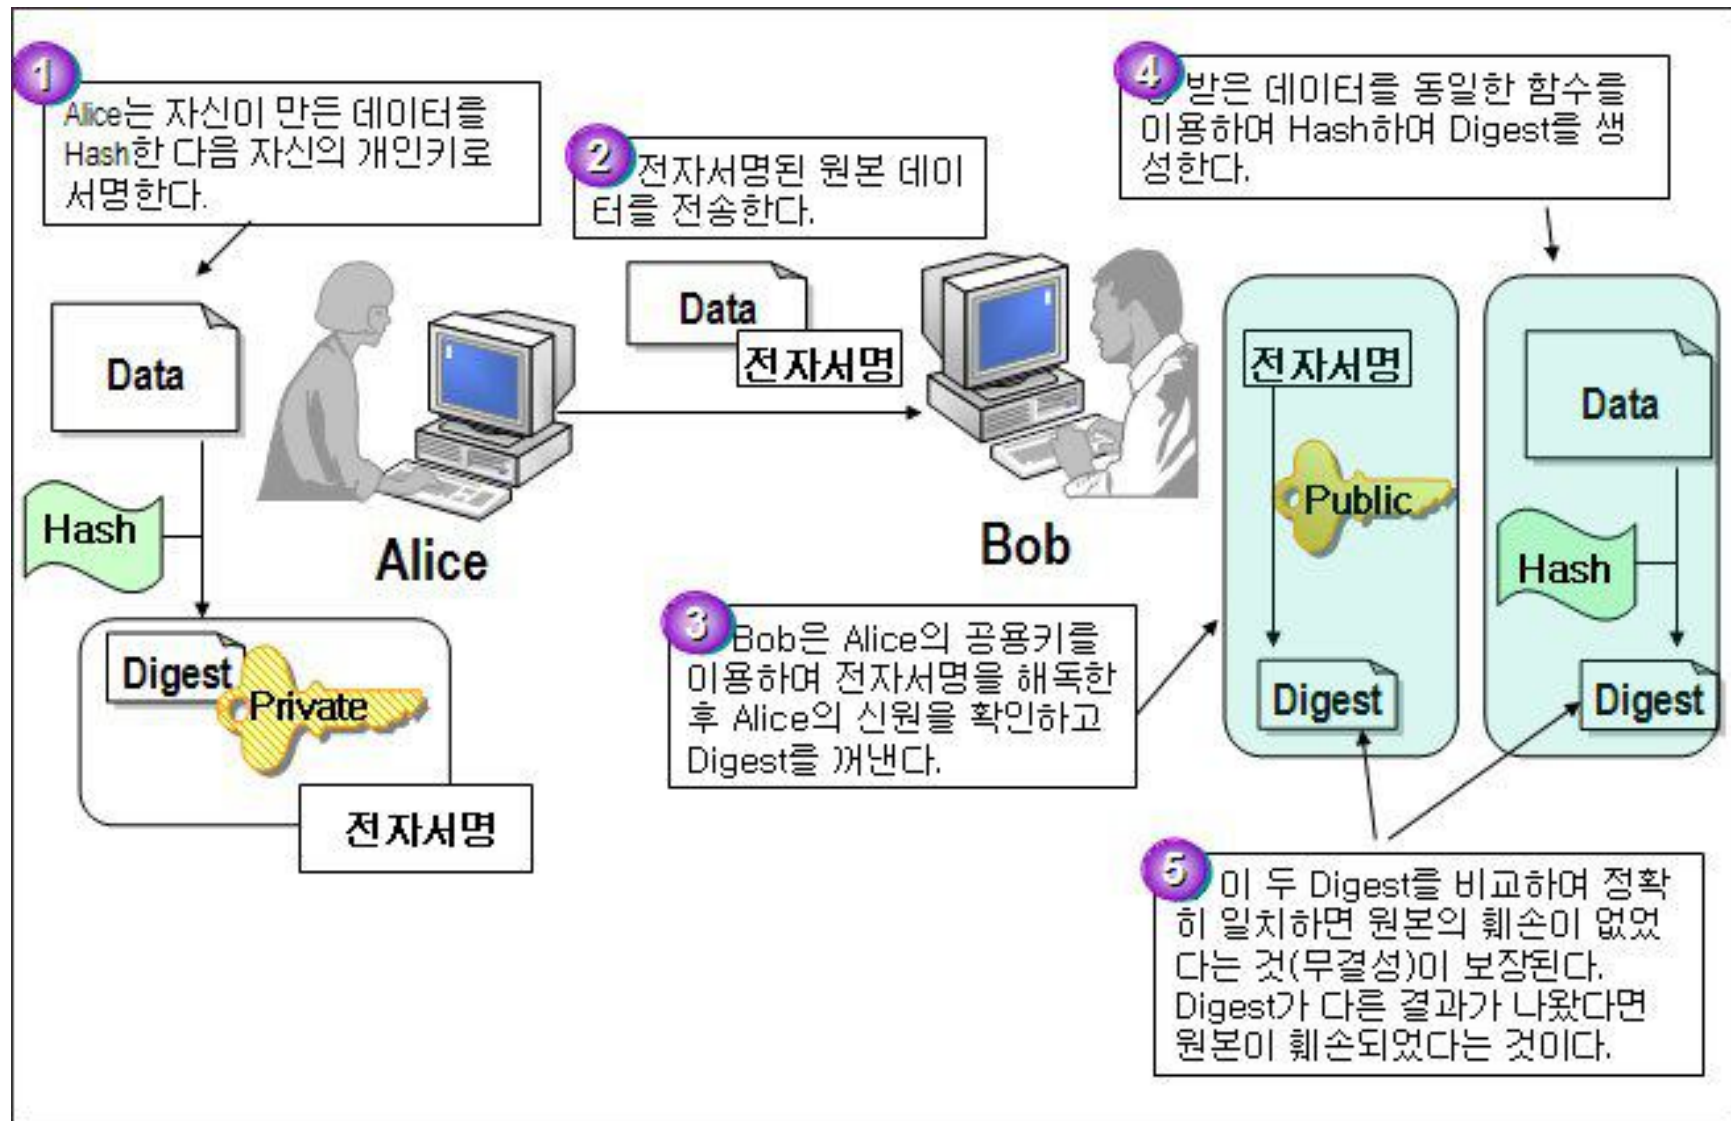 1
Alice는 자신이 만든 데이터를
Hash한 다음 자신의 개인키로
서명한다.
2
전자서명된 원본 데이
터를 전송한다.
4
받은 데이터를 동일한 함수를
이용하여 Hash하여 Digest를 생
성한다.
Data
Data
전자서명
전자서명
Data
Hash
Alice
Bob
Public
Hash
Digest
Private
전자서명
3
Bob은 Alice의 공용키를
이용하여 전자서명을 해독한
후 Alice의 신원을 확인하고
Digest를 꺼낸다.
Digest
Digest
5
이 두 Digest를 비교하여 정확
히 일치하면 원본의 훼손이 없었
다는 것(무결성)이 보장된다.
Digest가 다른 결과가 나왔다면
원본이 훼손되었다는 것이다.